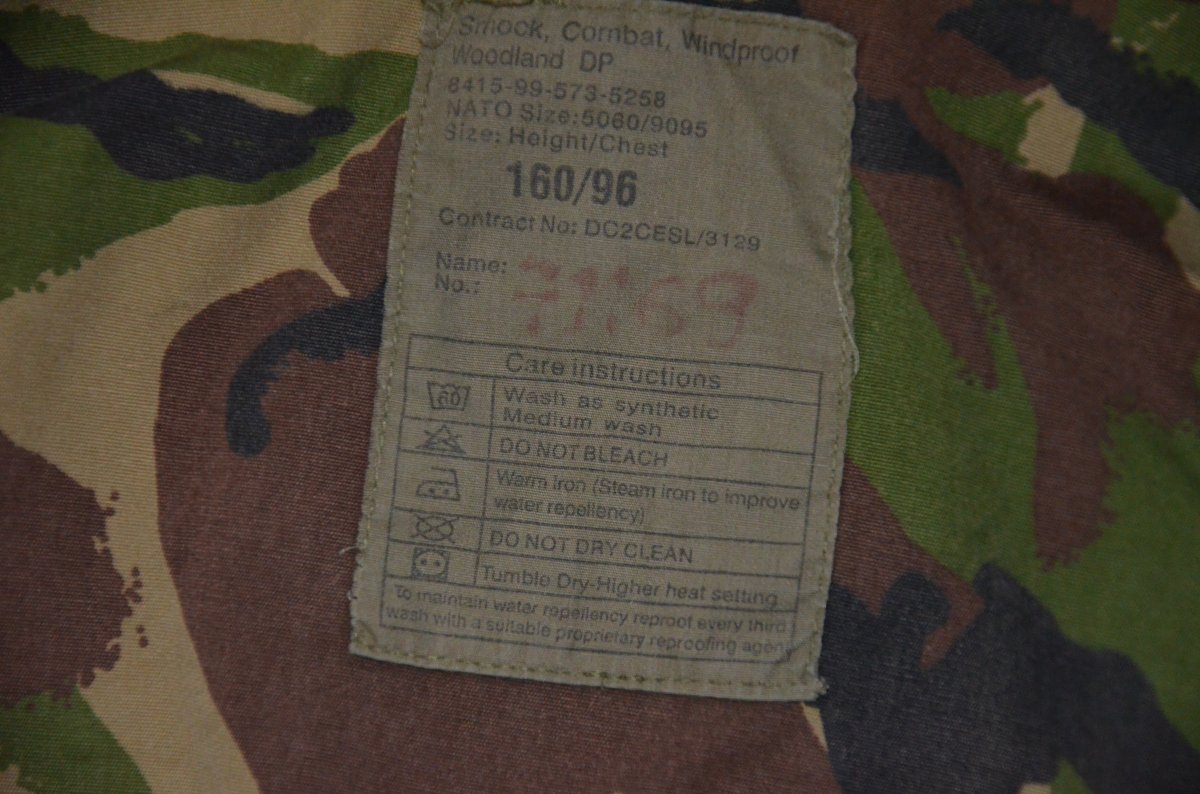 Smock, Combat, Windproof
Woodland DP
8415-99-573-5258
NATO Size:5060/9095
Size: Height/Chest
160/96
Contract No: DC2CESL/3129
Name:
No.:
Care instructions
60 Wash as synthetic
Medium wash
DO NOT BLEACH
Warm Iron (Steam iron to improve
water repellency)
DO NOT DRY CLEAN
Tumble Dry-Higher heat setting
To maintain water repellency reproof every third
wash with a suitable proprietary reproofing agent